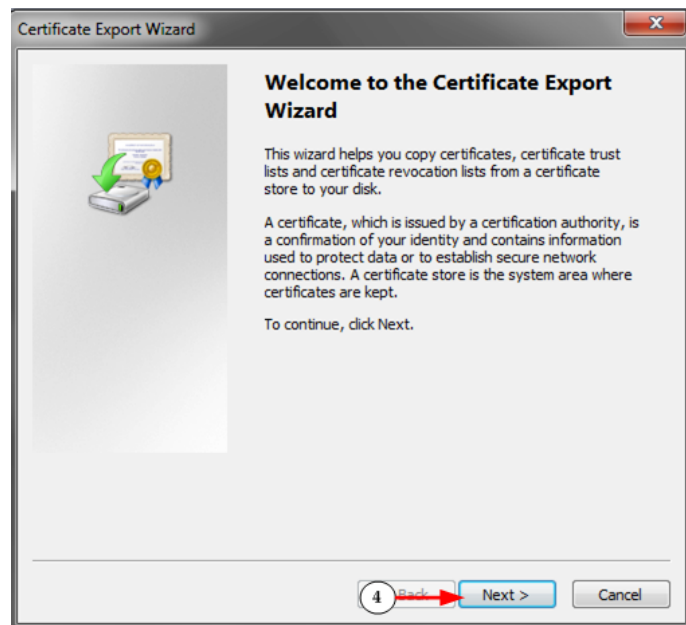 Certificate Export Wizard
Welcome to the Certificate Export
Wizard
This wizard helps you copy certificates, certificate trust
lists and certificate revocation lists from a certificate
store to your disk.
A certificate, which is issued by a certification authority, is
a confirmation of your identity and contains information
used to protect data or to establish secure network
connections. A certificate store is the system area where
certificates are kept.
To continue, click Next.
4 Back Next > Cancel